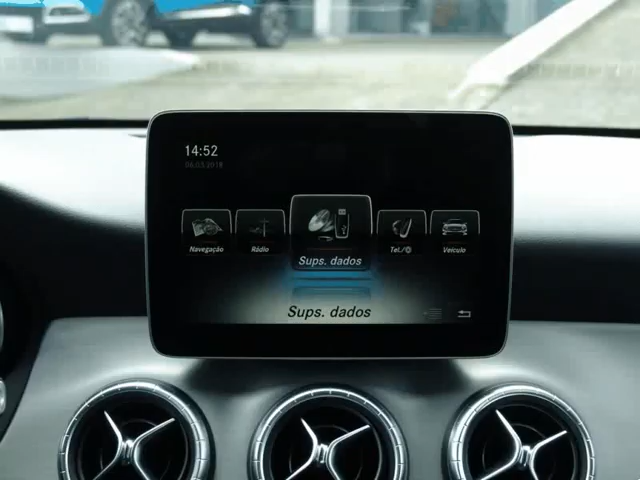 14:52
06.03.2018
Navegação
Rádio
Sups. dados
Tel./
Veículo
Sups. dados